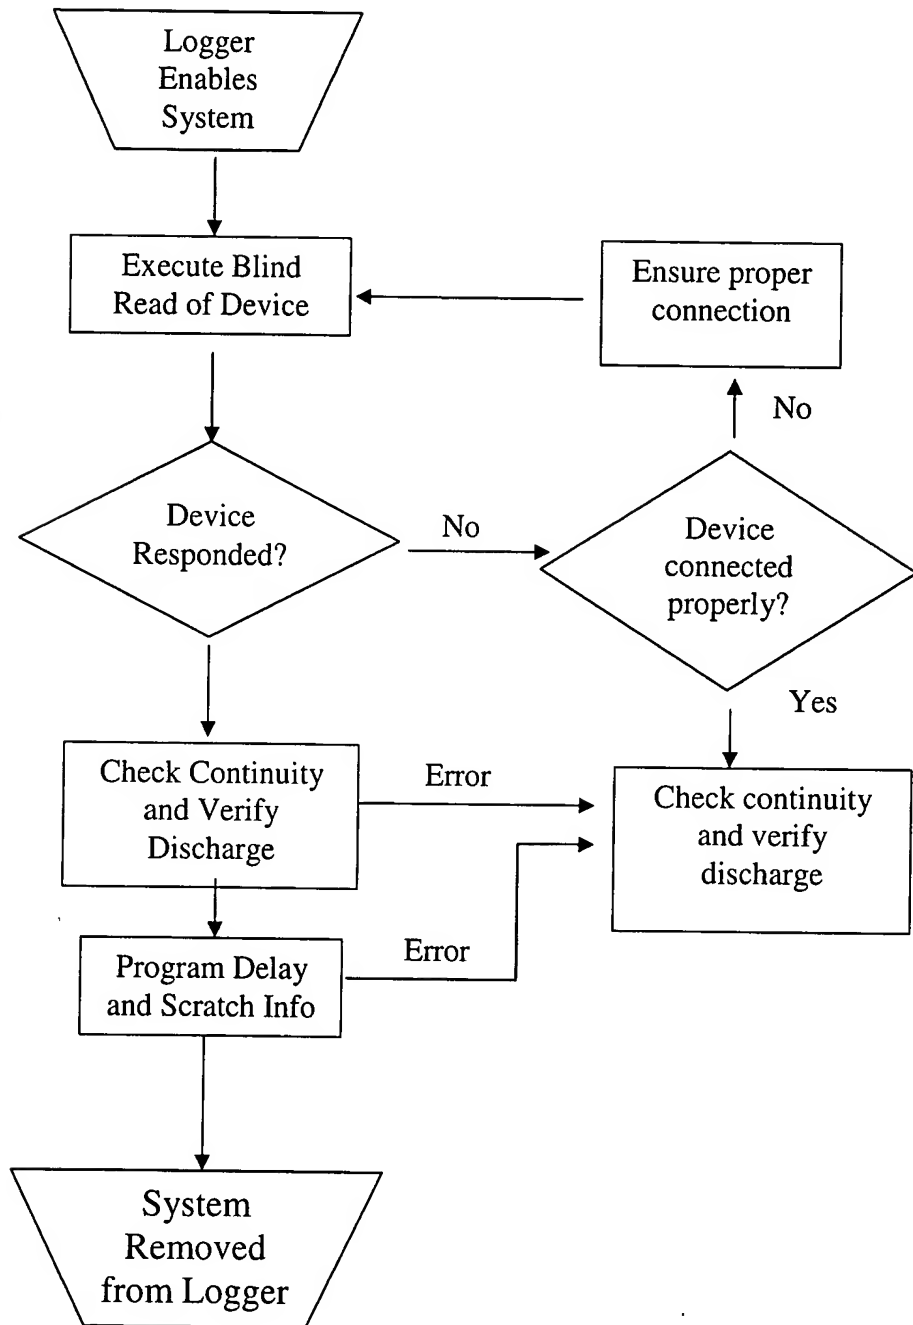 Logger
Enables
System
Execute Blind
Read of Device
Ensure proper
connection
No
Device
Responded?
No
Device
connected
properly?
Yes
Check Continuity
and Verify
Discharge
Error
Check continuity
and verify
discharge
Program Delay
and Scratch Info
Error
System
Removed
from Logger